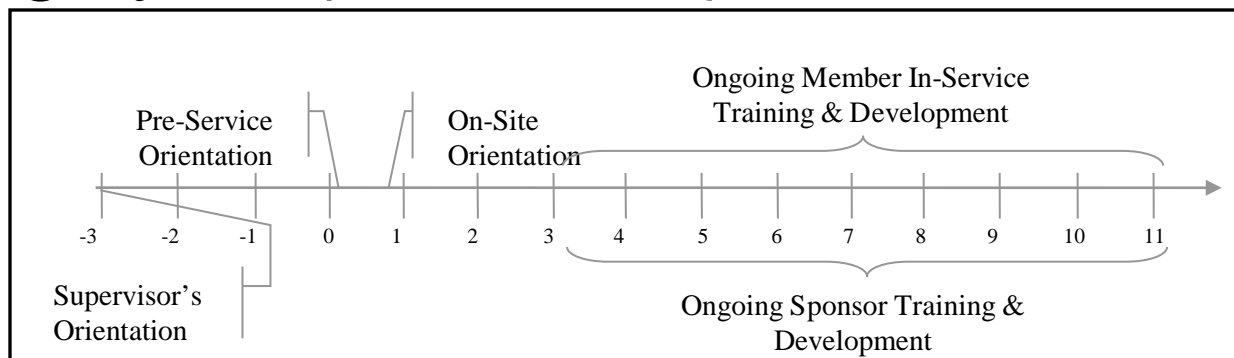 Ongoing Member In-Service
Training & Development
Pre-Service
Orientation
On-Site
Orientation
-3 -2 -1 0 1 2 3 4 5 6 7 8 9 10 11
Supervisor’s
Orientation
Ongoing Sponsor Training &
Development